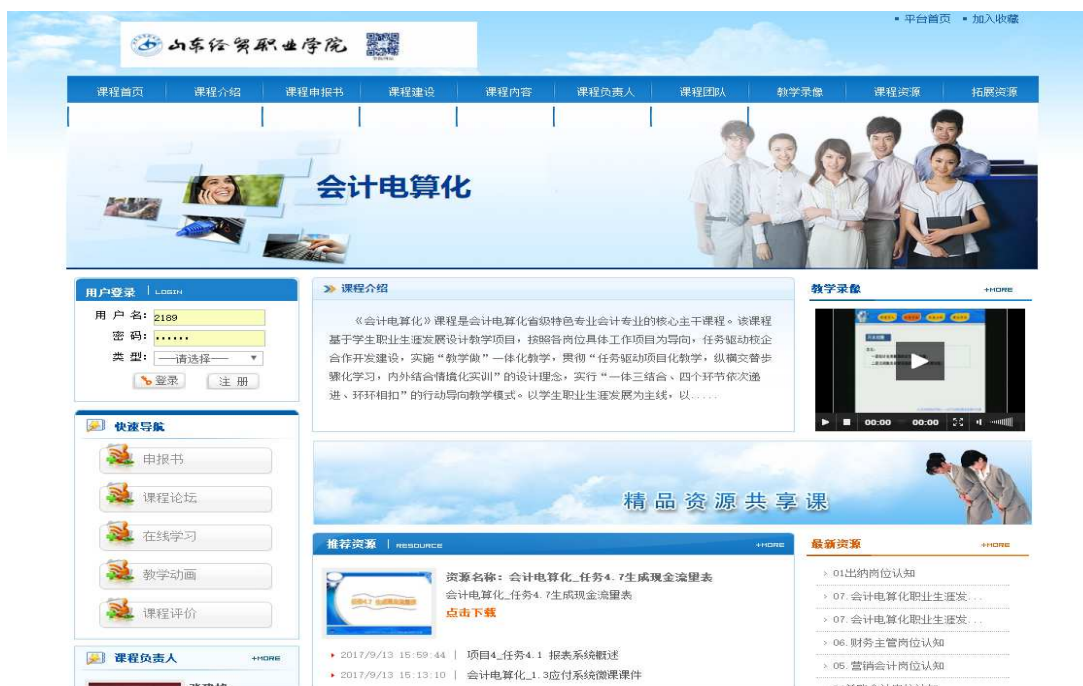 平台首页 加入收藏
山东经贸职业学院
课程首页 课程介绍 课程申报书 课程建设 课程内容 课程负责人 课程团队 教学录像 课程资源 拓展资源
会计电算化
用户登录 LOGIN
用 户 名: 2189
密 码: ••••••
类 型: ──请选择──
登录 注 册
快速导航
申报书
课程论坛
在线学习
教学动画
课程评价
课程负责人 +MORE
课程介绍
《会计电算化》课程是会计电算化省级特色专业会计专业的核心主干课程。该课程
基于学生职业生涯发展设计教学项目,按照各岗位具体工作项目为导向,任务驱动校企
合作开发建设,实施“教学做”一体化教学,贯彻“任务驱动项目化教学,纵横交替步
骤化学习,内外结合情境化实训”的设计理念,实行“一体三结合、四个环节依次递
进、环环相扣”的行动导向教学模式。以学生职业生涯发展为主线,以.....
教学录像 +MORE
00:00 00:00
精品资源共享课
推荐资源 RESOURCE +MORE
资源名称:会计电算化_任务4.7生成现金流量表
会计电算化_任务4.7生成现金流量表
点击下载
2017/9/13 15:59:44 | 项目4_任务4.1 报表系统概述
2017/9/13 15:13:10 | 会计电算化_1.3应付系统微课课件
最新资源 +MORE
01出纳岗位认知
07.会计电算化职业生涯发...
07.会计电算化职业生涯发...
06.财务主管岗位认知
05.营销会计岗位认知